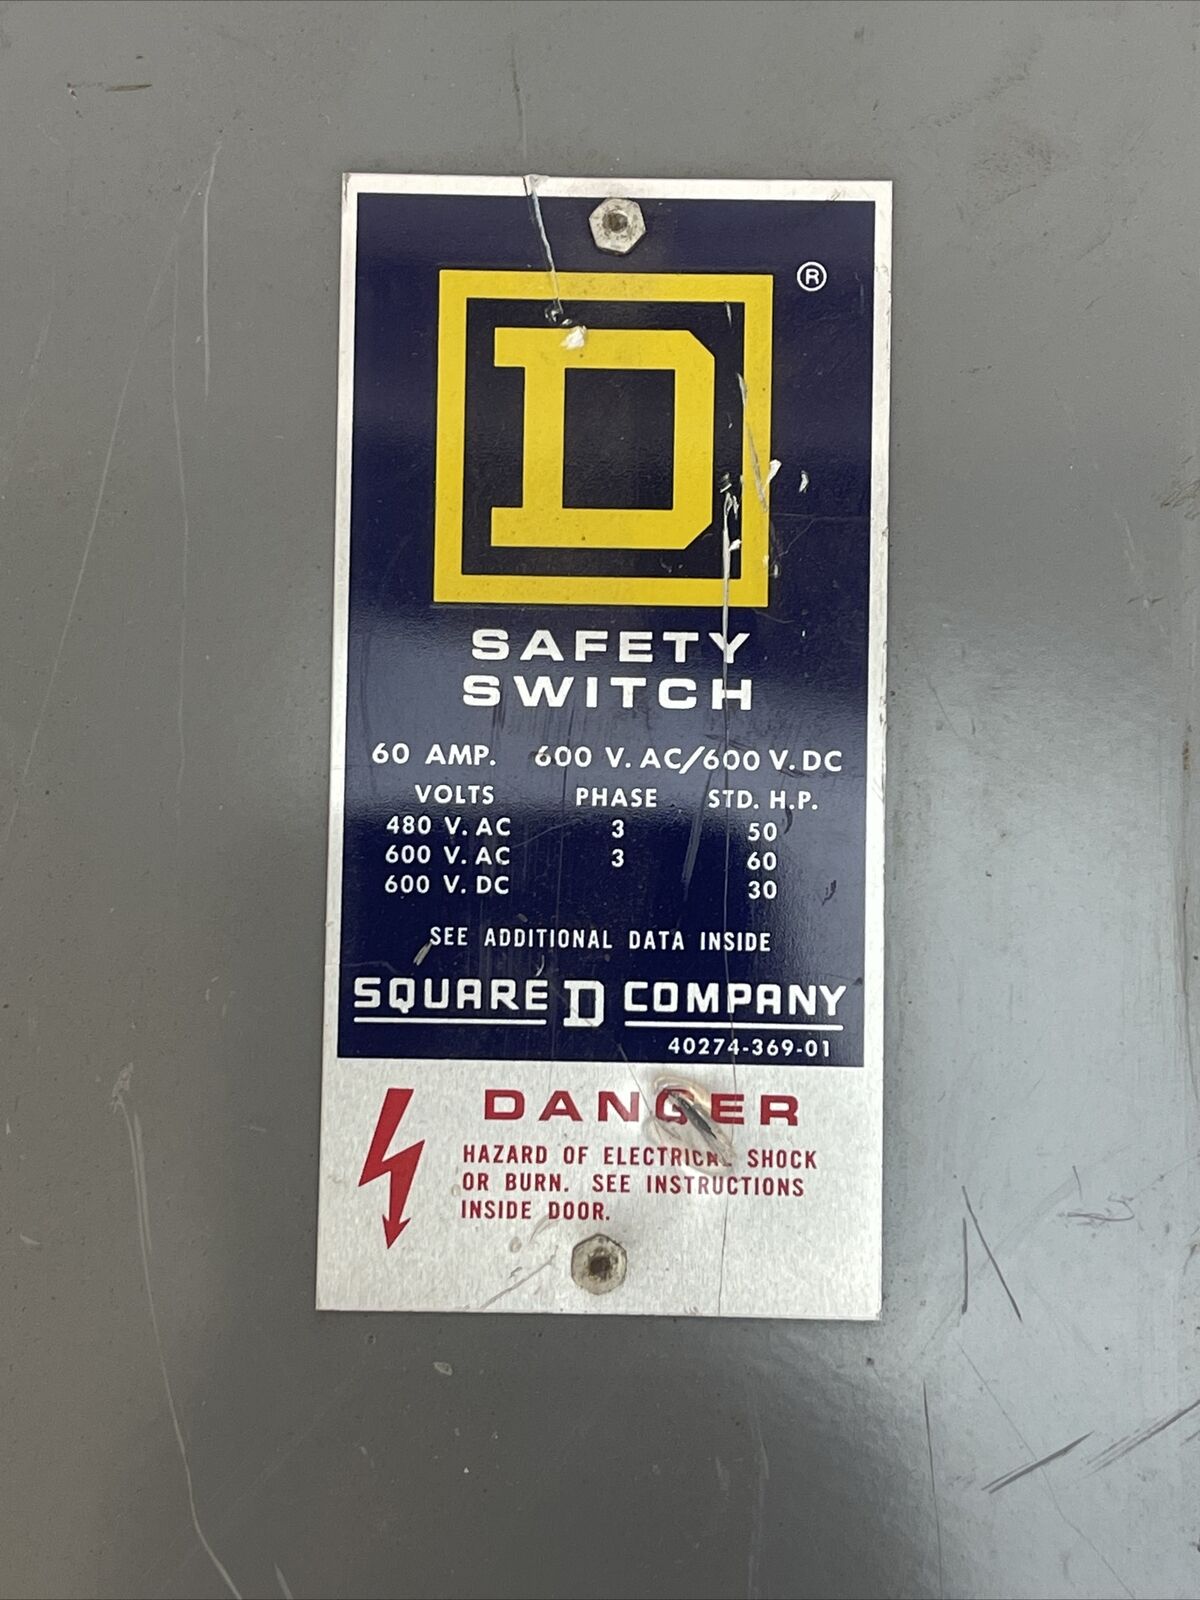 ®
D
SAFETY
SWITCH
60 AMP. 600 V. AC/600 V. DC
VOLTS PHASE STD. H.P.
480 V. AC 3 50
600 V. AC 3 60
600 V. DC 30
SEE ADDITIONAL DATA INSIDE
SQUARE D COMPANY
40274-369-01
DANGER
HAZARD OF ELECTRICAL SHOCK
OR BURN. SEE INSTRUCTIONS
INSIDE DOOR.